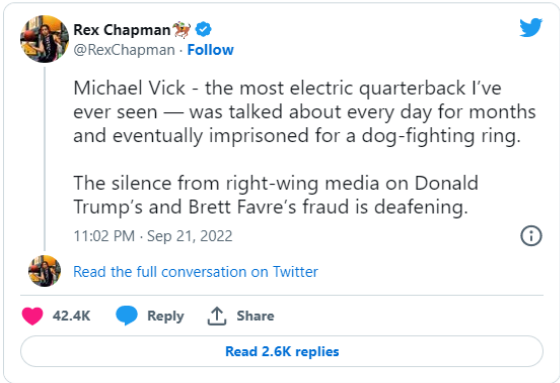 Rex Chapman🏇
@RexChapman · Follow
Michael Vick - the most electric quarterback I’ve
ever seen — was talked about every day for months
and eventually imprisoned for a dog-fighting ring.
The silence from right-wing media on Donald
Trump’s and Brett Favre’s fraud is deafening.
11:02 PM · Sep 21, 2022
Read the full conversation on Twitter
42.4K Reply Share
Read 2.6K replies